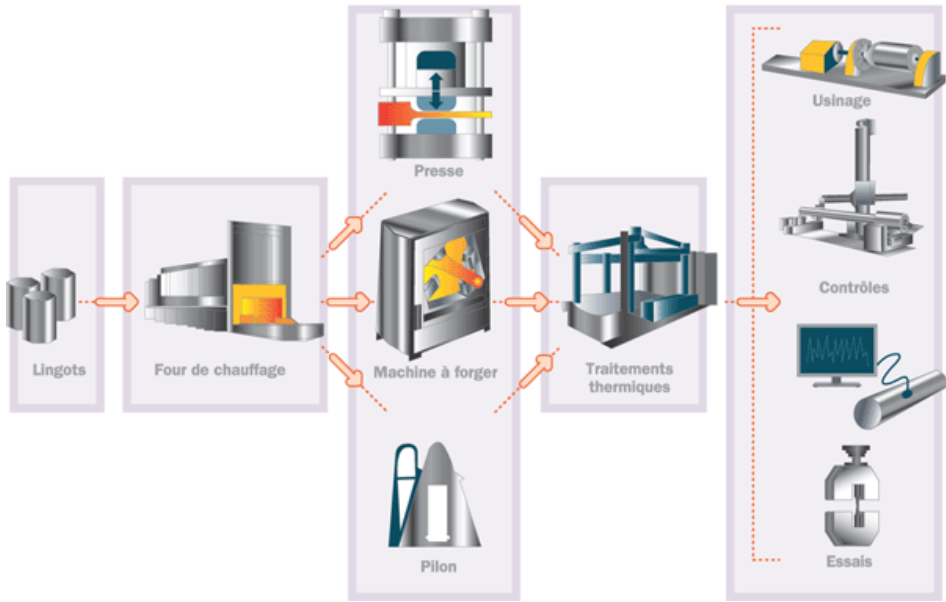 Lingots
Four de chauffage
Presse
Machine à forger
Pilon
Traitements
thermiques
Usinage
Contrôles
Essais